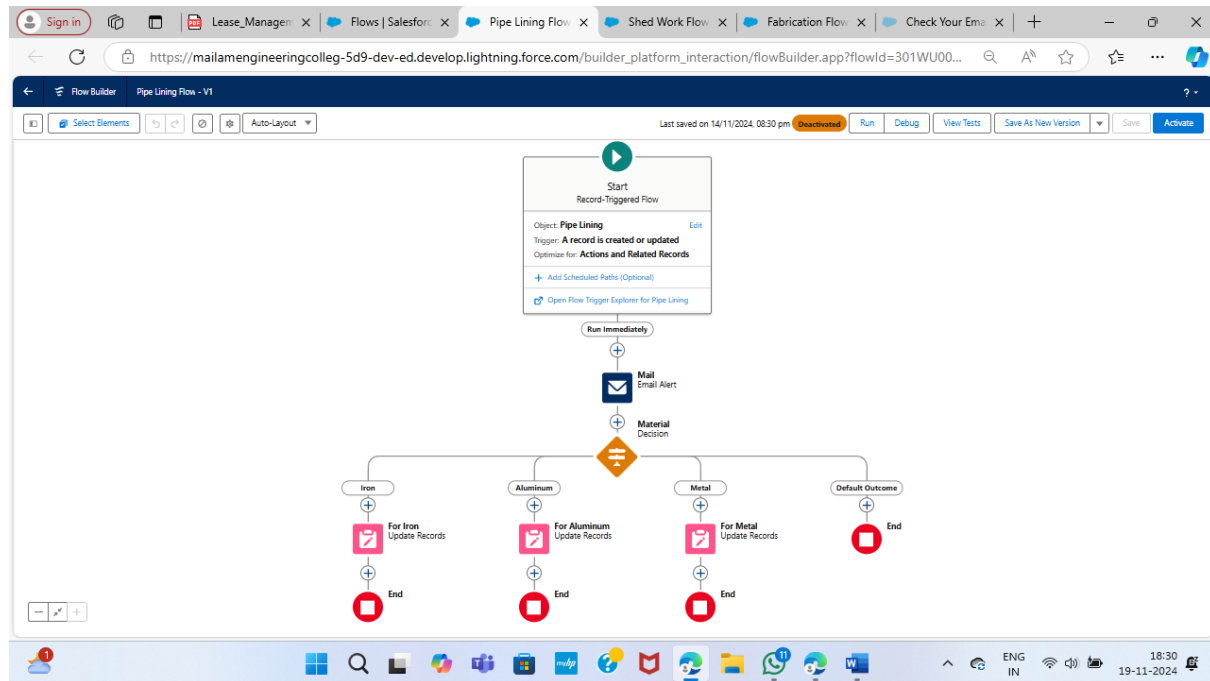 Sign in
Lease_Managem
Flows | Salesforc
Pipe Lining Flow
Shed Work Flow
Fabrication Flow
Check Your Ema
https://mailamengineeringcolleg-5d9-dev-ed.develop.lightning.force.com/builder_platform_interaction/flowBuilder.app?flowId=301WU00...
Flow Builder
Pipe Lining Flow - V1
?
Select Elements
Auto-Layout
Last saved on 14/11/2024, 08:30 pm
Deactivated
Run
Debug
View Tests
Save As New Version
Save
Activate
Start
Record-Triggered Flow
Object: Pipe Lining
Edit
Trigger: A record is created or updated
Optimize for: Actions and Related Records
+ Add Scheduled Paths (Optional)
Open Flow Trigger Explorer for Pipe Lining
Run Immediately
Mail
Email Alert
Material
Decision
Iron
Aluminum
Metal
Default Outcome
For Iron
Update Records
For Aluminum
Update Records
For Metal
Update Records
End
End
End
End
1
myhp
11
ENG
IN
18:30
19-11-2024